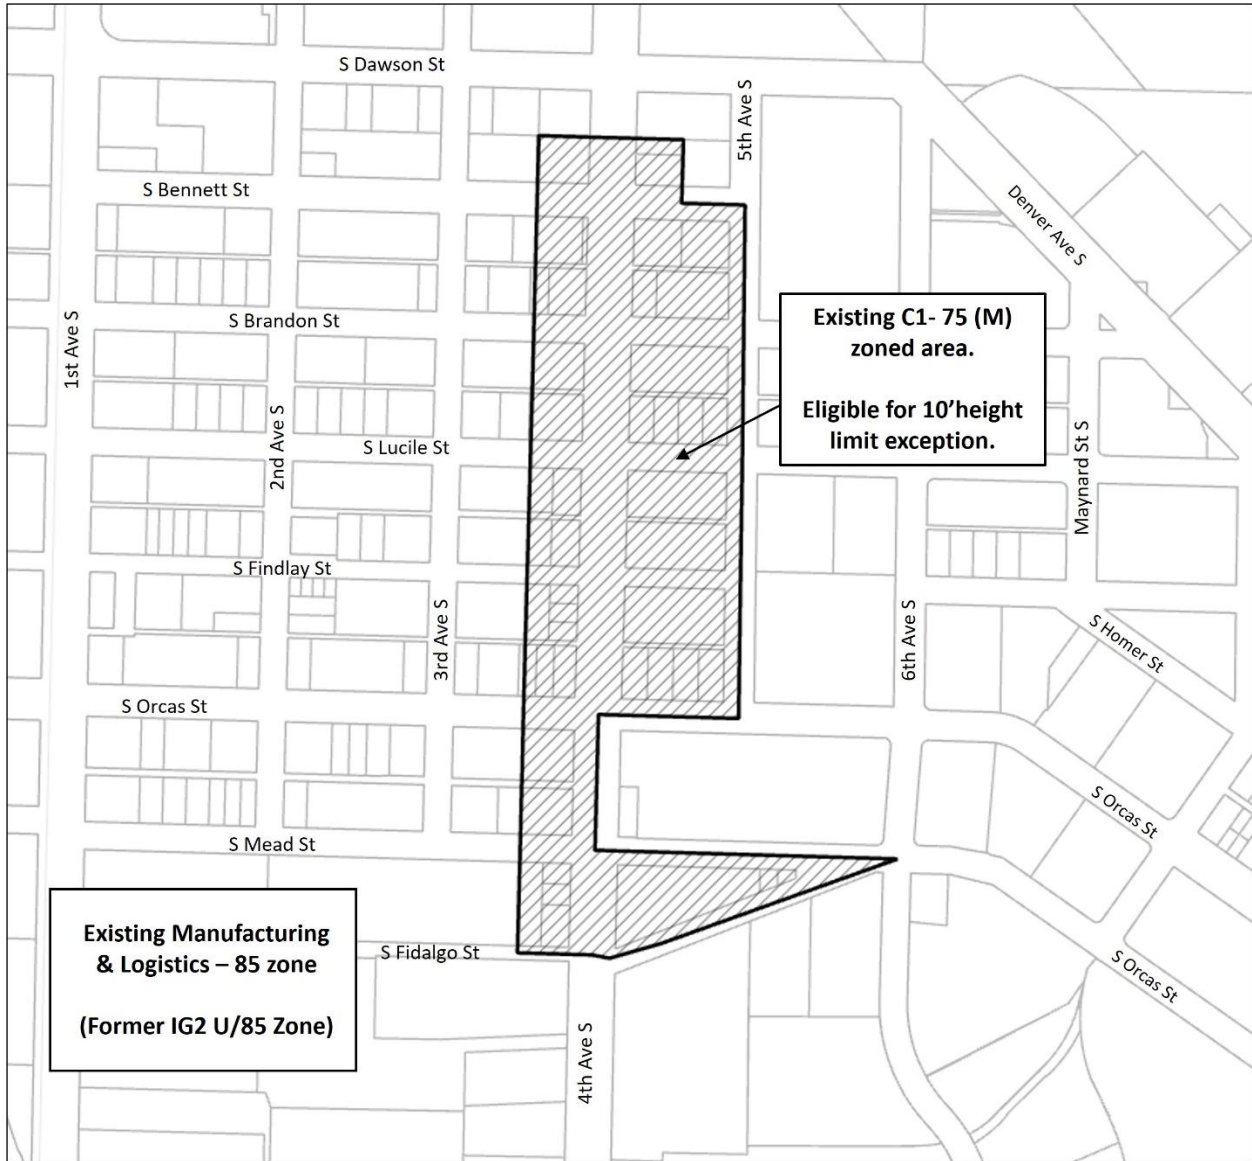 S Dawson St
5th Ave S
S Bennett St
Denver Ave S
1st Ave S
S Brandon St
Existing C1- 75 (M)
zoned area.
Eligible for 10'height
limit exception.
2nd Ave S
S Lucile St
Maynard St S
S Findlay St
3rd Ave S
6th Ave S
S Homer St
S Orcas St
S Orcas St
S Mead St
Existing Manufacturing
& Logistics – 85 zone
(Former IG2 U/85 Zone)
S Fidalgo St
S Orcas St
4th Ave S